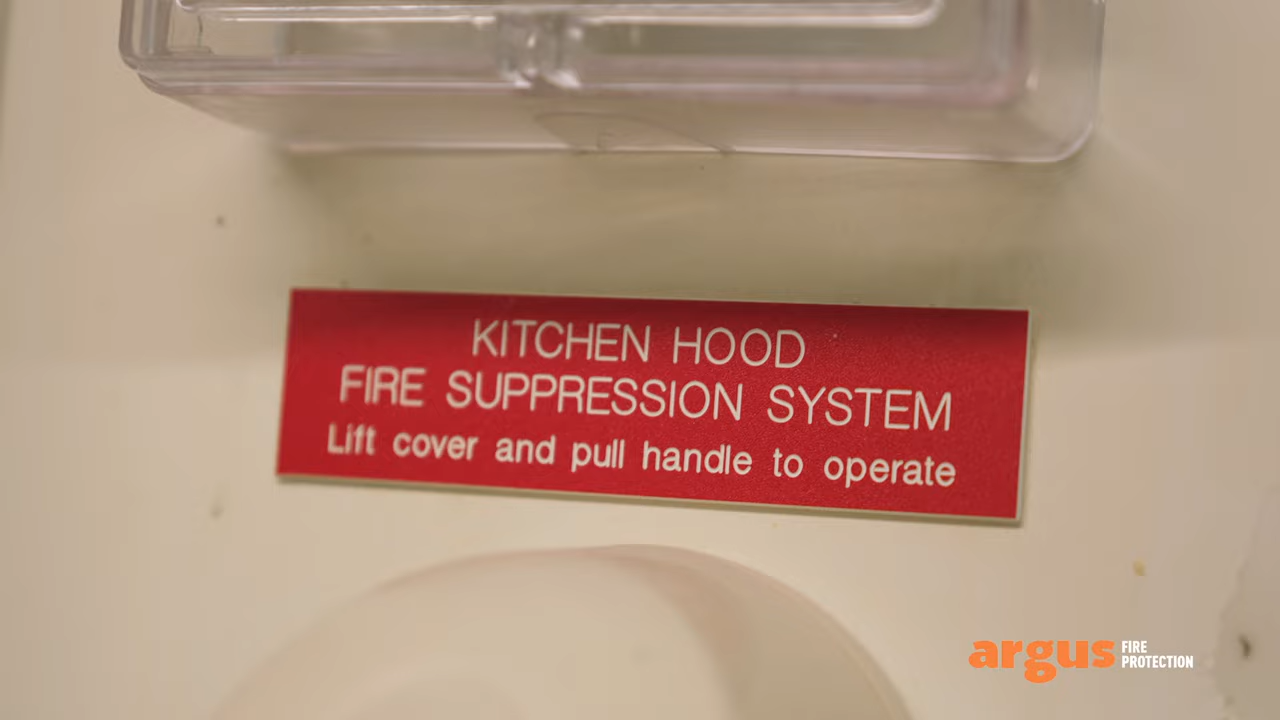 KITCHEN HOOD
FIRE SUPPRESSION SYSTEM
Lift cover and pull handle to operate
argus FIRE
PROTECTION